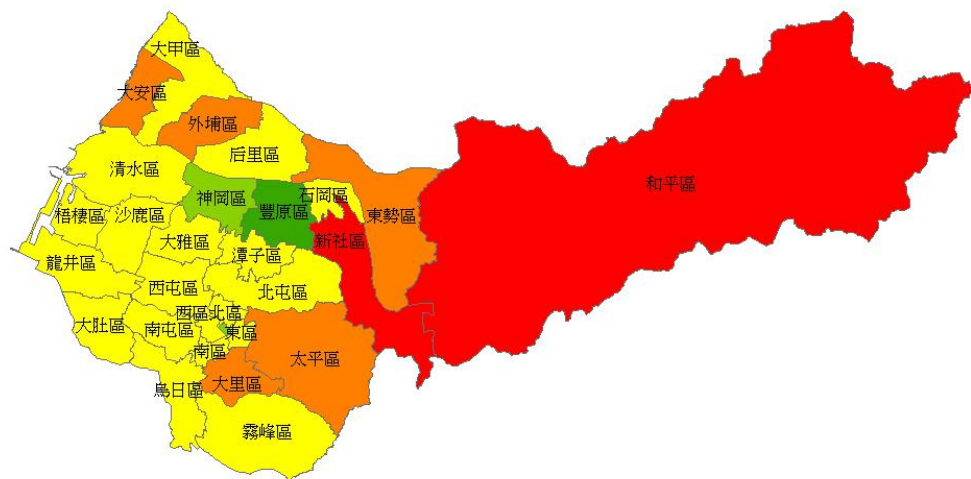 大甲區
大安區
外埔區
后里區
清水區
神岡區
豐原區
石岡區
東勢區
和平區
梧棲區
沙鹿區
大雅區
潭子區
新社區
龍井區
西屯區
北屯區
大肚區
南屯區
西區
北區
東區
南區
太平區
烏日區
大里區
霧峰區